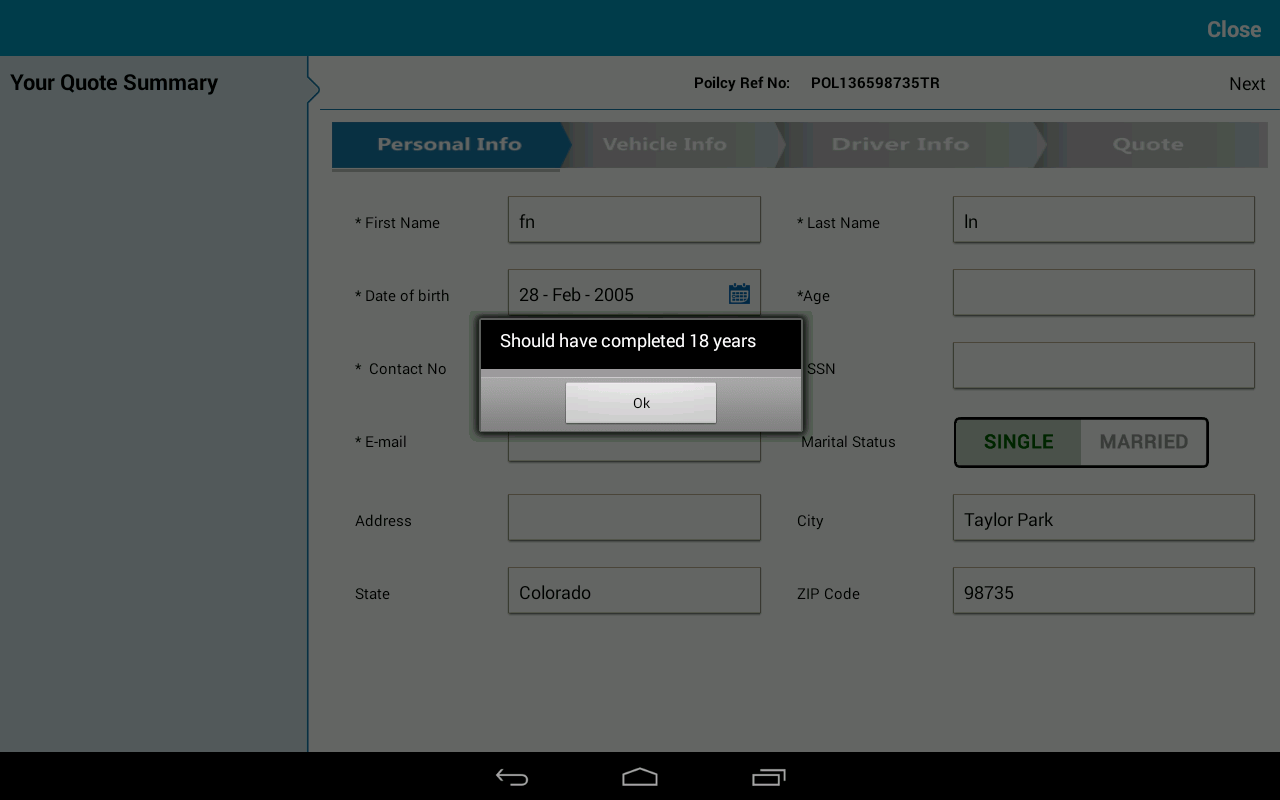 Close
Your Quote Summary
Poilcy Ref No: POL136598735TR
Next
Personal Info
Vehicle Info
Driver Info
Quote
* First Name
fn
* Last Name
ln
* Date of birth
28 - Feb - 2005
*Age
Should have completed 18 years
* Contact No
SSN
Ok
* E-mail
Marital Status
SINGLE
MARRIED
Address
City
Taylor Park
State
Colorado
ZIP Code
98735